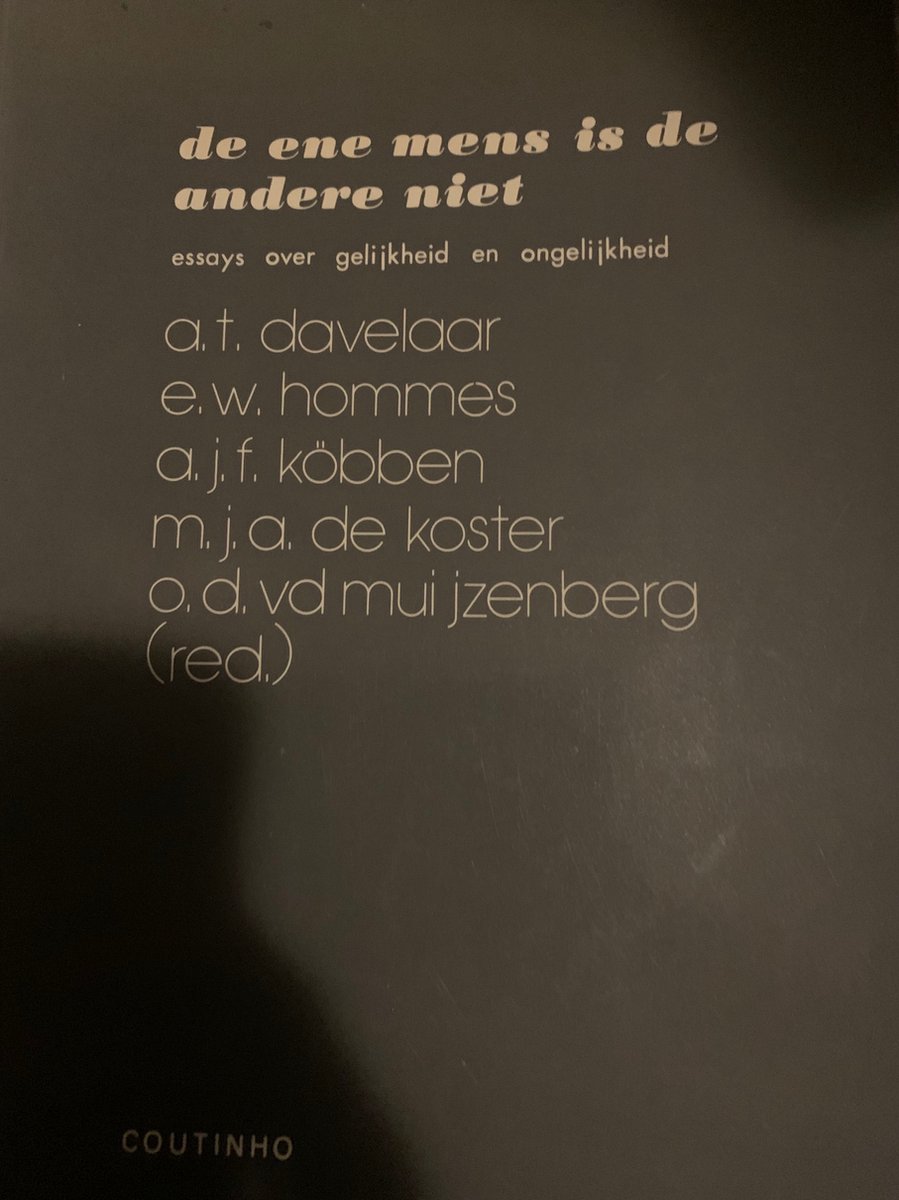 de ene mens is de
andere niet
essays over gelijkheid en ongelijkheid
a.t. davelaar
e.w. hommes
a.j.f. köbben
m.j.a. de koster
o.d. vd muijzenberg
(red.)
COUTINHO